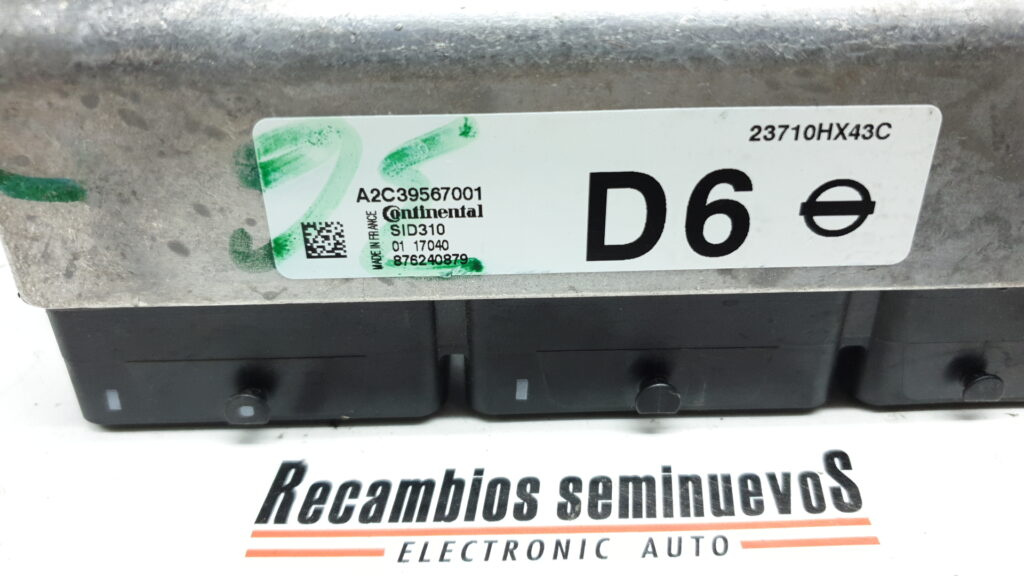 23710HX43C
A2C39567001
Continental
SID310
01 17040
876240879
MADE IN FRANCE
D6
Recambios seminuevos
ELECTRONIC AUTO